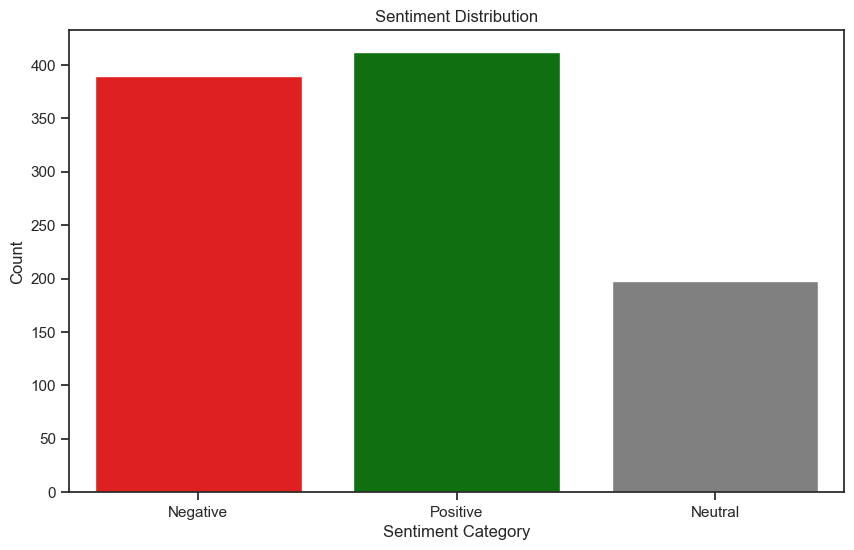 Sentiment Distribution
Count
400
350
300
250
200
150
100
50
0
Negative
Positive
Neutral
Sentiment Category